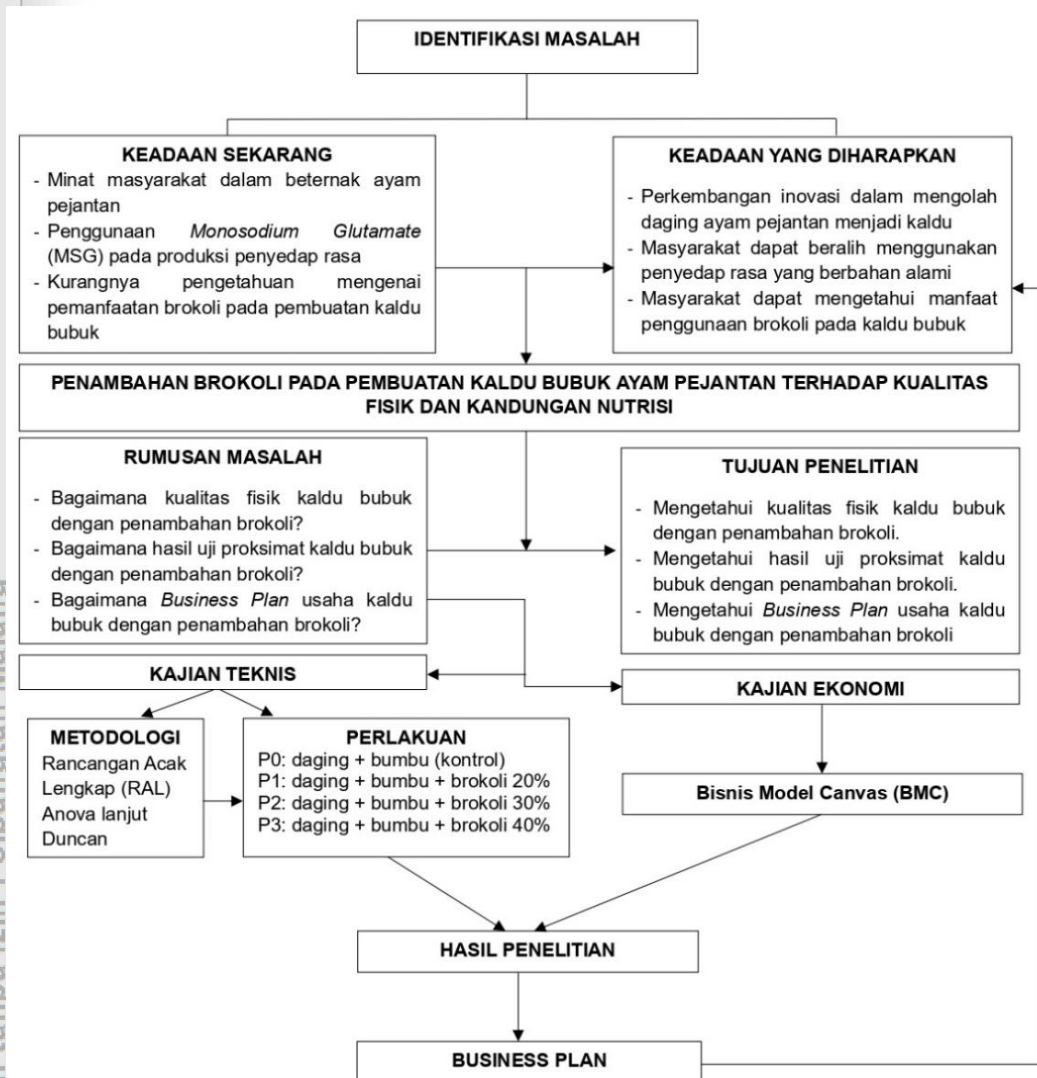 IDENTIFIKASI MASALAH
KEADAAN SEKARANG
- Minat masyarakat dalam beternak ayam
pejantan
- Penggunaan Monosodium Glutamate
(MSG) pada produksi penyedap rasa
- Kurangnya pengetahuan mengenai
pemanfaatan brokoli pada pembuatan kaldu
bubuk
KEADAAN YANG DIHARAPKAN
- Perkembangan inovasi dalam mengolah
daging ayam pejantan menjadi kaldu
- Masyarakat dapat beralih menggunakan
penyedap rasa yang berbahan alami
- Masyarakat dapat mengetahui manfaat
penggunaan brokoli pada kaldu bubuk
PENAMBAHAN BROKOLI PADA PEMBUATAN KALDU BUBUK AYAM PEJANTAN TERHADAP KUALITAS
FISIK DAN KANDUNGAN NUTRISI
RUMUSAN MASALAH
- Bagaimana kualitas fisik kaldu bubuk
dengan penambahan brokoli?
- Bagaimana hasil uji proksimat kaldu bubuk
dengan penambahan brokoli?
- Bagaimana Business Plan usaha kaldu
bubuk dengan penambahan brokoli?
TUJUAN PENELITIAN
- Mengetahui kualitas fisik kaldu bubuk
dengan penambahan brokoli.
- Mengetahui hasil uji proksimat kaldu
bubuk dengan penambahan brokoli.
- Mengetahui Business Plan usaha kaldu
bubuk dengan penambahan brokoli
KAJIAN TEKNIS
KAJIAN EKONOMI
METODOLOGI
Rancangan Acak
Lengkap (RAL)
Anova lanjut
Duncan
PERLAKUAN
P0: daging + bumbu (kontrol)
P1: daging + bumbu + brokoli 20%
P2: daging + bumbu + brokoli 30%
P3: daging + bumbu + brokoli 40%
Bisnis Model Canvas (BMC)
HASIL PENELITIAN
BUSINESS PLAN